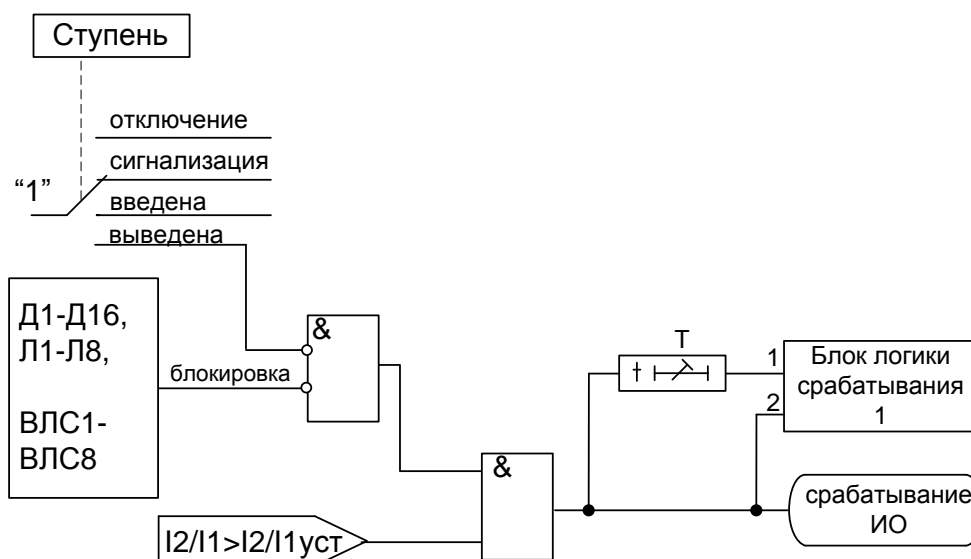 Ступень
отключение
сигнализация
“1”
введена
выведена
Д1-Д16,
Л1-Л8,
ВЛС1-
ВЛС8
блокировка
&
&
I2/I1>I2/I1уст
T
1
2
Блок логики
срабатывания
1
срабатывание
ИО